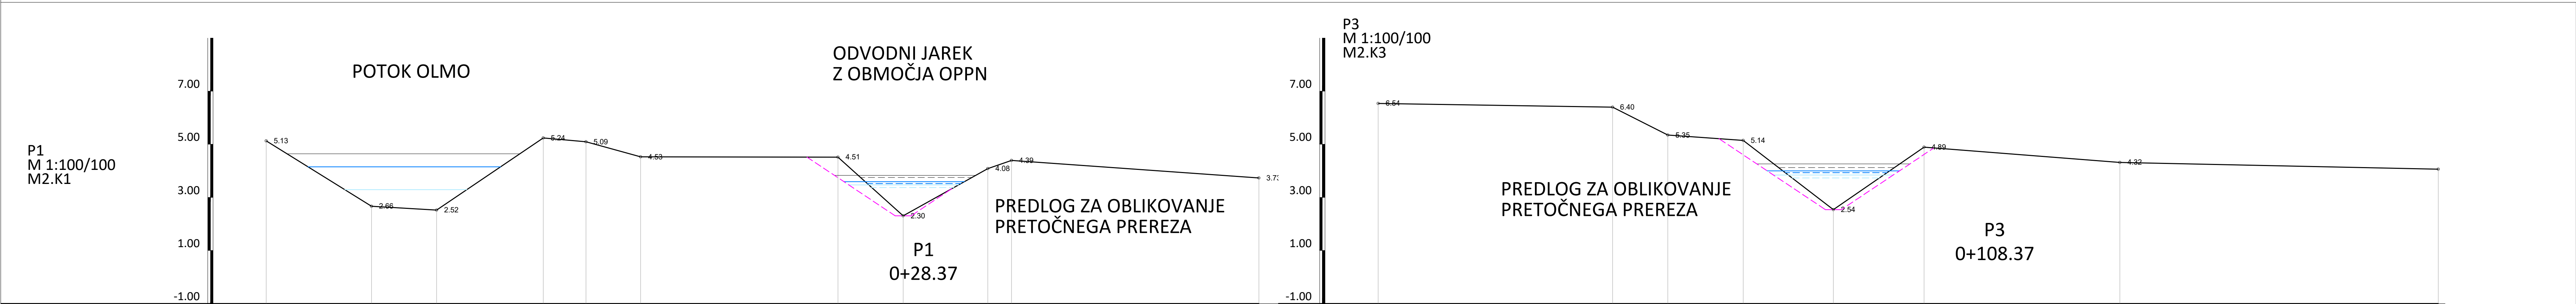 P1
M 1:100/100
M2.K1
7.00
5.00
3.00
1.00
-1.00
POTOK OLMO
5.13
2.66
2.52
5.24
5.09
4.53
ODVODNI JAREK
Z OBMOČJA OPPN
4.51
2.30
4.08
4.39
3.73
PREDLOG ZA OBLIKOVANJE
PRETOČNEGA PREREZA
P1
0+28.37
P3
M 1:100/100
M2.K3
7.00
5.00
3.00
1.00
-1.00
6.54
6.40
5.35
5.14
2.54
4.89
4.32
PREDLOG ZA OBLIKOVANJE
PRETOČNEGA PREREZA
P3
0+108.37